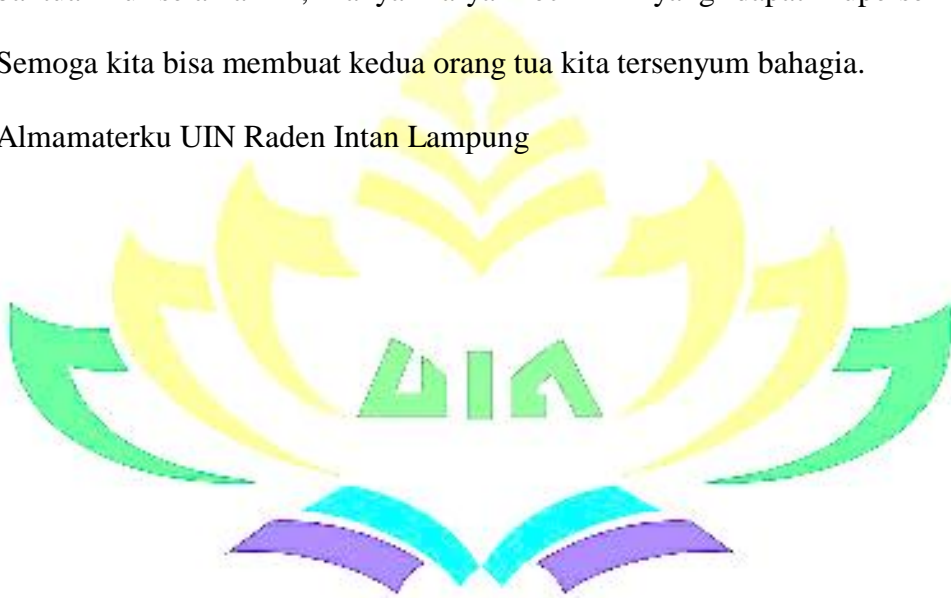 Semoga kita bisa membuat kedua orang tua kita tersenyum bahagia.
Almamaterku UIN Raden Intan Lampung
UIN